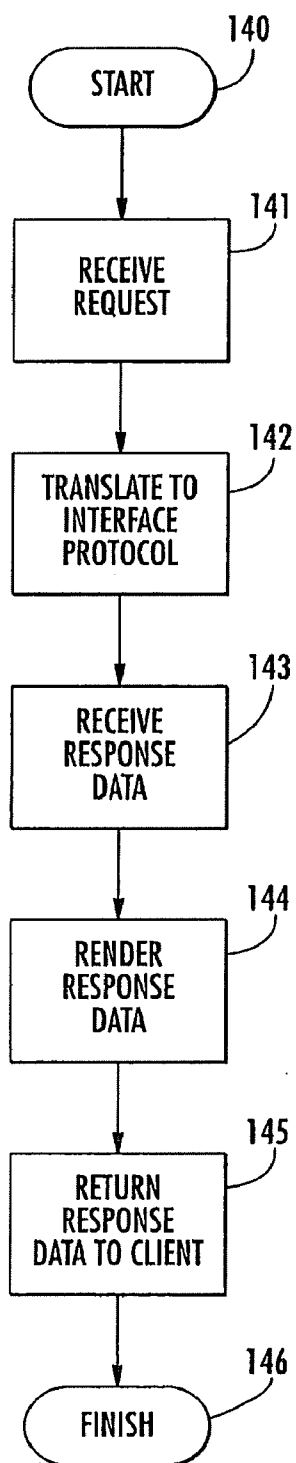 140
START
141
RECEIVE
REQUEST
142
TRANSLATE TO
INTERFACE
PROTOCOL
143
RECEIVE
RESPONSE
DATA
144
RENDER
RESPONSE
DATA
145
RETURN
RESPONSE
DATA TO CLIENT
146
FINISH